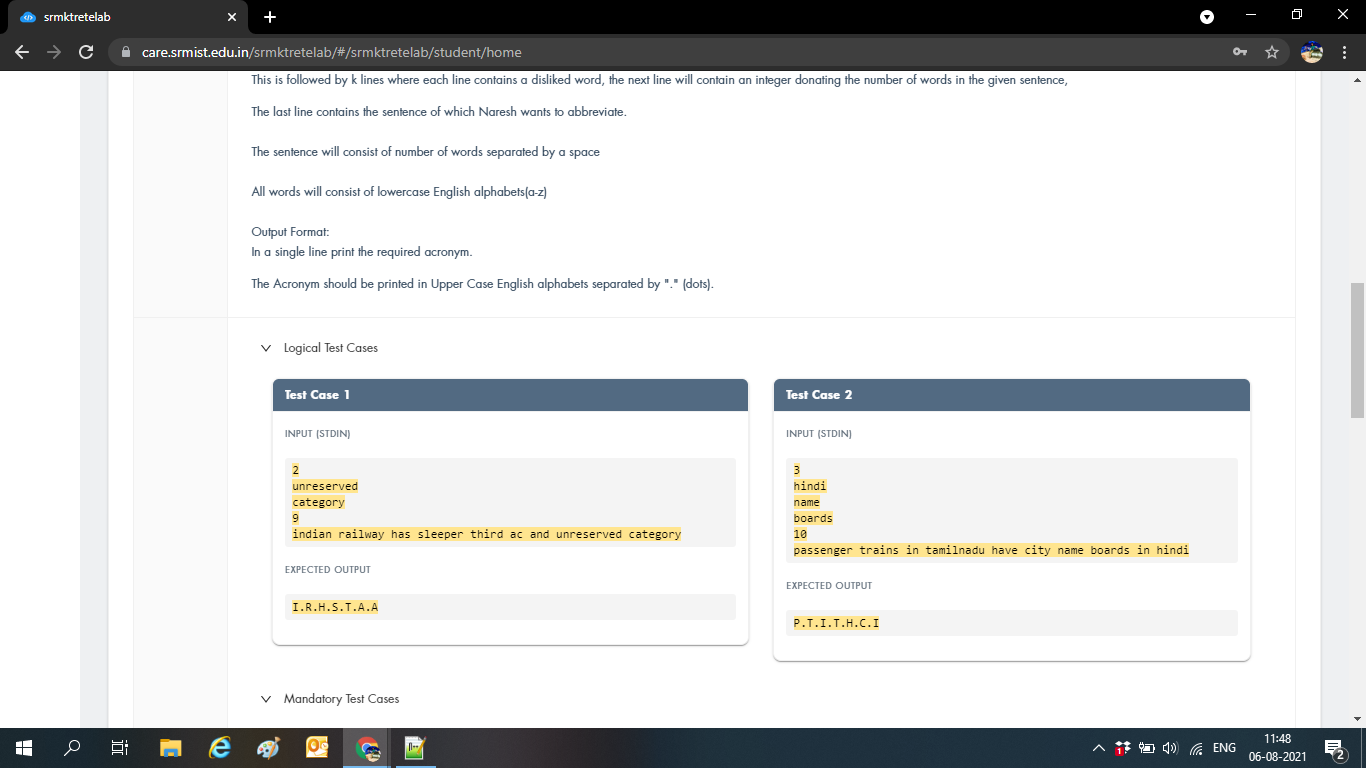 srmktretelab
care.srmist.edu.in/srmktretelab/#/srmktretelab/student/home
This is followed by k lines where each line contains a disliked word, the next line will contain an integer donating the number of words in the given sentence,
The last line contains the sentence of which Naresh wants to abbreviate.
The sentence will consist of number of words separated by a space
All words will consist of lowercase English alphabets(a-z)
Output Format:
In a single line print the required acronym.
The Acronym should be printed in Upper Case English alphabets separated by "." (dots).
Logical Test Cases
Test Case 1
INPUT (STDIN)
2
unreserved
category
9
indian railway has sleeper third ac and unreserved category
EXPECTED OUTPUT
I.R.H.S.T.A.A
Test Case 2
INPUT (STDIN)
3
hindi
name
boards
10
passenger trains in tamilnadu have city name boards in hindi
EXPECTED OUTPUT
P.T.I.T.H.C.I
Mandatory Test Cases
ENG
11:48
06-08-2021
2